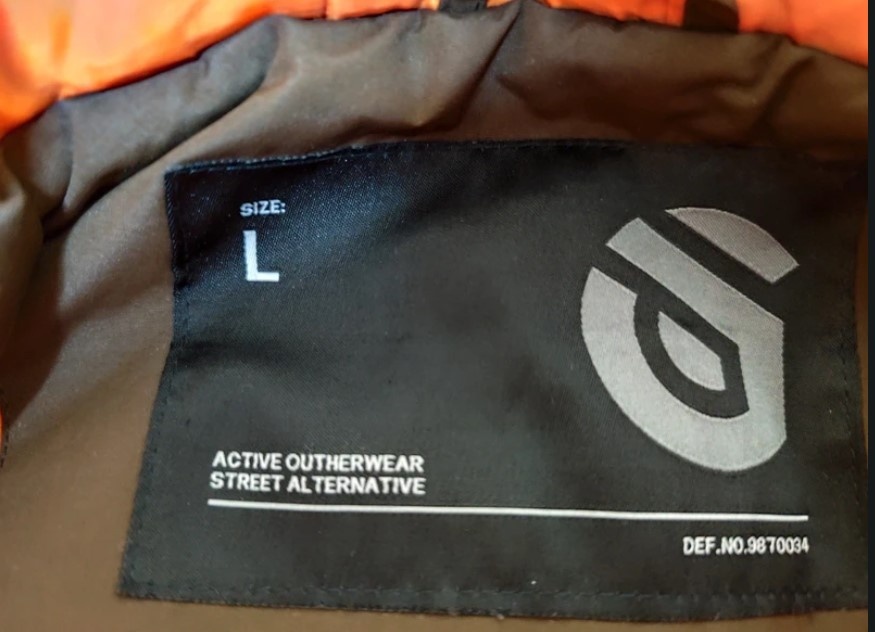 SIZE:
L
ACTIVE OUTHERWEAR
STREET ALTERNATIVE
DEF.NO.9870034